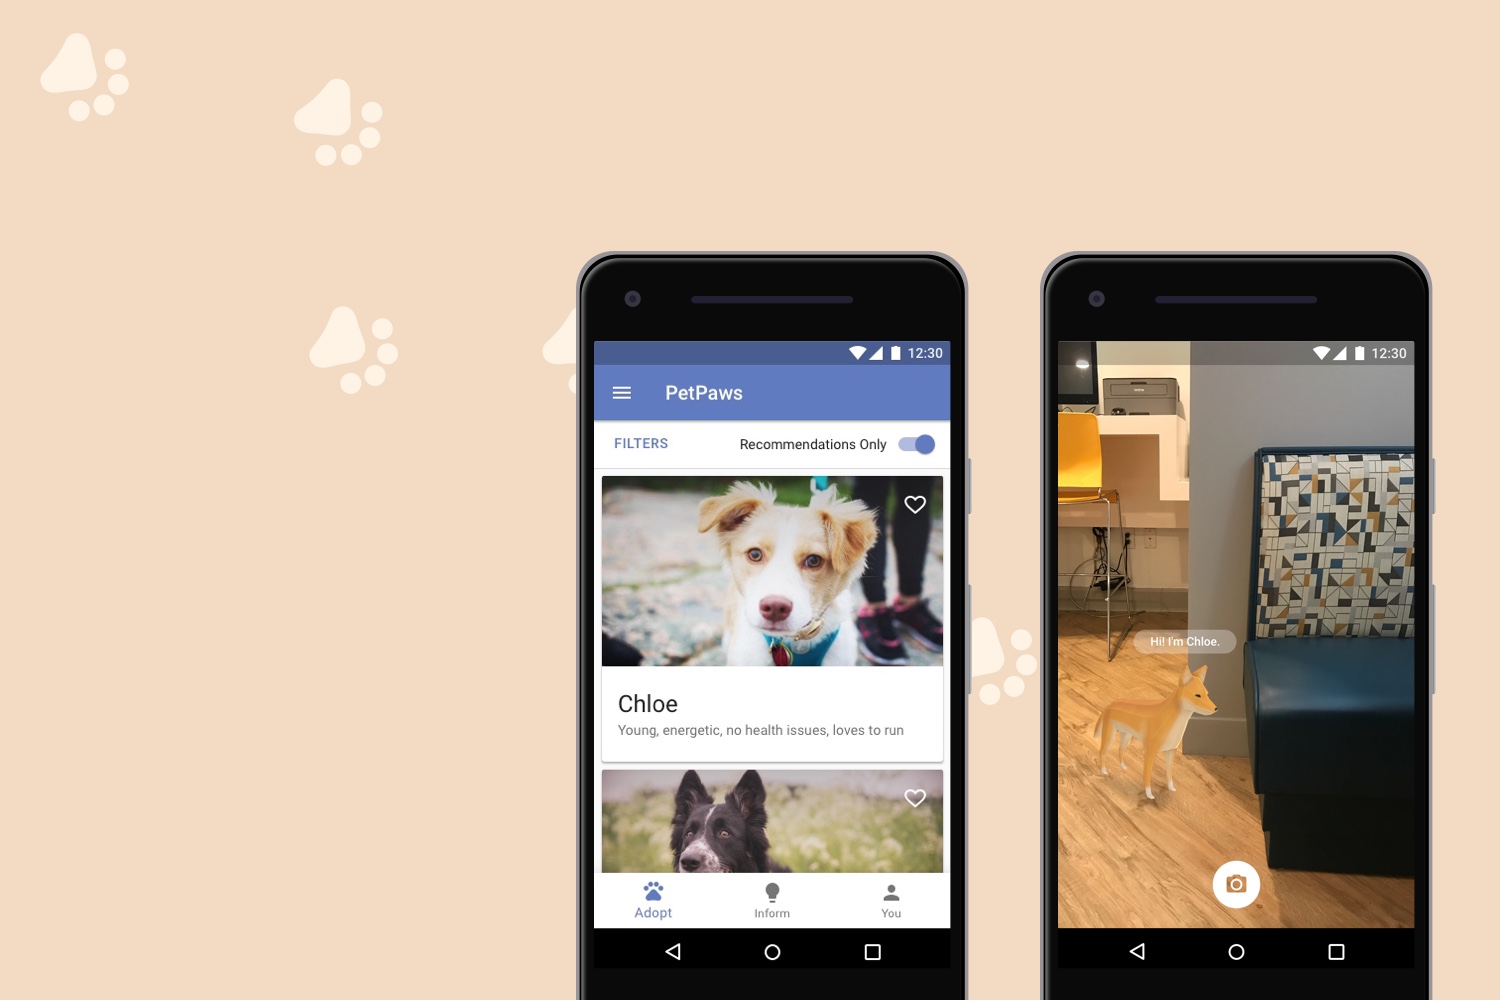 12:30
PetPaws
FILTERS
Recommendations Only
Chloe
Young, energetic, no health issues, loves to run
Adopt
Inform
You
12:30
Hi! I'm Chloe.